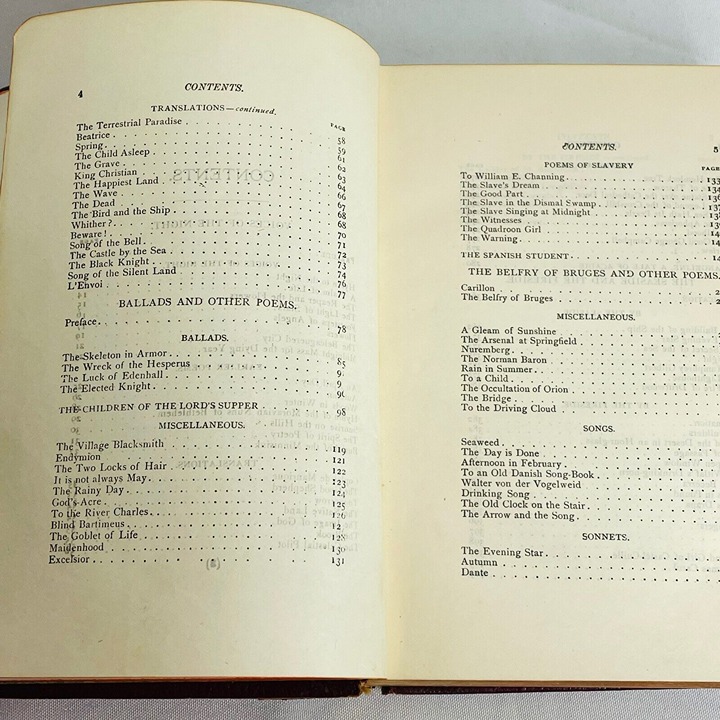 4 CONTENTS.
TRANSLATIONS—continued.
PAGE
The Terrestrial Paradise . . . 58
Beatrice . . . 59
Spring . . . 61
The Child Asleep . . . 62
The Grave . . . 63
King Christian . . . 64
The Happiest Land . . . 66
The Wave . . . 67
The Dead . . . 68
The Bird and the Ship . . . 68
Whither? . . . 70
Beware! . . . 71
Song of the Bell . . . 72
The Castle by the Sea . . . 73
The Black Knight . . . 74
Song of the Silent Land . . . 76
L'Envoi . . . 77
BALLADS AND OTHER POEMS.
Preface . . . 78
BALLADS.
The Skeleton in Armor . . . 85
The Wreck of the Hesperus . . .
The Luck of Edenhall . . .
The Elected Knight . . .
THE CHILDREN OF THE LORD'S SUPPER . . . 98
MISCELLANEOUS.
The Village Blacksmith . . . 119
Endymion . . . 121
The Two Locks of Hair . . . 122
It is not always May . . . 123
The Rainy Day . . . 124
God's-Acre . . . 125
To the River Charles . . . 126
Blind Bartimeus . . .
The Goblet of Life . . . 128
Maidenhood . . . 130
Excelsior . . . 131
CONTENTS. 5
POEMS OF SLAVERY
PAGE
To William E. Channing . . . 133
The Slave's Dream . . . 134
The Good Part . . . 136
The Slave in the Dismal Swamp . . . 137
The Slave Singing at Midnight . . .
The Witnesses . . .
The Quadroon Girl . . .
The Warning . . .
THE SPANISH STUDENT . . .
THE BELFRY OF BRUGES AND OTHER POEMS.
Carillon . . .
The Belfry of Bruges . . .
MISCELLANEOUS.
A Gleam of Sunshine . . .
The Arsenal at Springfield . . .
Nuremberg . . .
The Norman Baron . . .
Rain in Summer . . .
To a Child . . .
The Occultation of Orion . . .
The Bridge . . .
To the Driving Cloud . . .
SONGS.
Seaweed . . .
The Day is Done . . .
Afternoon in February . . .
To an Old Danish Song-Book . . .
Walter von der Vogelweid . . .
Drinking Song . . .
The Old Clock on the Stair . . .
The Arrow and the Song . . .
SONNETS.
The Evening Star . . .
Autumn . . .
Dante . . .